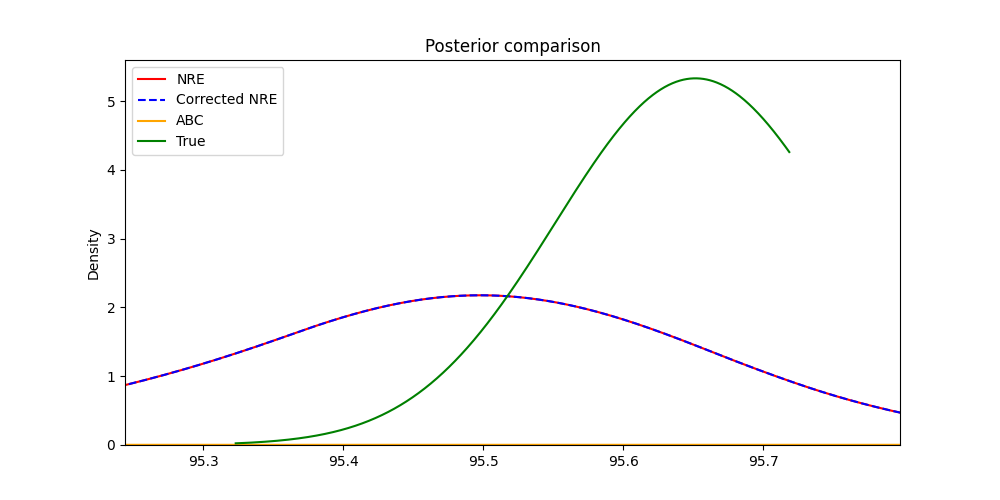 Posterior comparison
NRE
Corrected NRE
ABC
True
Density
5
4
3
2
1
0
95.3 95.4 95.5 95.6 95.7